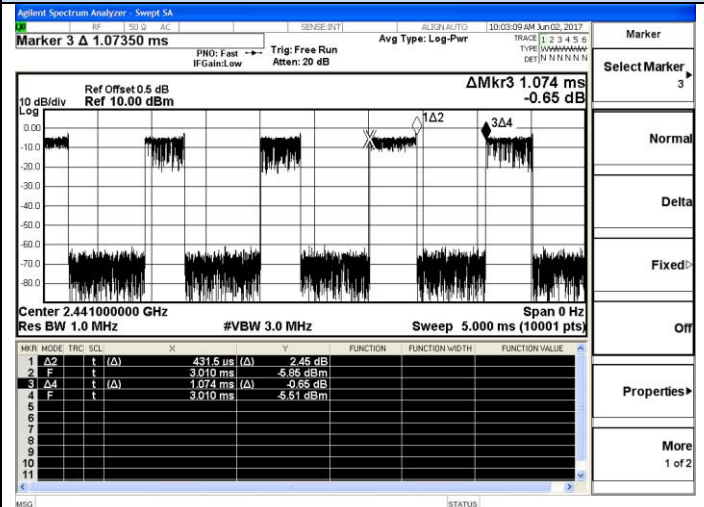 Agilent Spectrum Analyzer - Swept SA
RF 50 Ω AC SENSE:INT ALIGN AUTO 10:03:09 AM Jun 02, 2017
Marker 3 Δ 1.07350 ms
PNO: Fast
IFGain:Low
Trig: Free Run
Atten: 20 dB
Avg Type: Log-Pwr
TRACE 1 2 3 4 5 6
TYPE WWWWWW
DET N N N N N N
Marker
Select Marker
3
Normal
Delta
Fixed
Off
Properties
More
1 of 2
Ref Offset 0.5 dB
10 dB/div Ref 10.00 dBm
Log
ΔMkr3 1.074 ms
-0.65 dB
1Δ2
3Δ4
0.00
-10.0
-20.0
-30.0
-40.0
-50.0
-60.0
-70.0
-80.0
Center 2.441000000 GHz Span 0 Hz
Res BW 1.0 MHz #VBW 3.0 MHz Sweep 5.000 ms (10001 pts)
MKR MODE TRC SCL X Y FUNCTION FUNCTION WIDTH FUNCTION VALUE
1 Δ2 t (Δ) 431.5 µs (Δ) 2.45 dB
2 F t 3.010 ms -5.85 dBm
3 Δ4 t (Δ) 1.074 ms (Δ) -0.65 dB
4 F t 3.010 ms -5.51 dBm
5
6
7
8
9
10
11
MSG STATUS